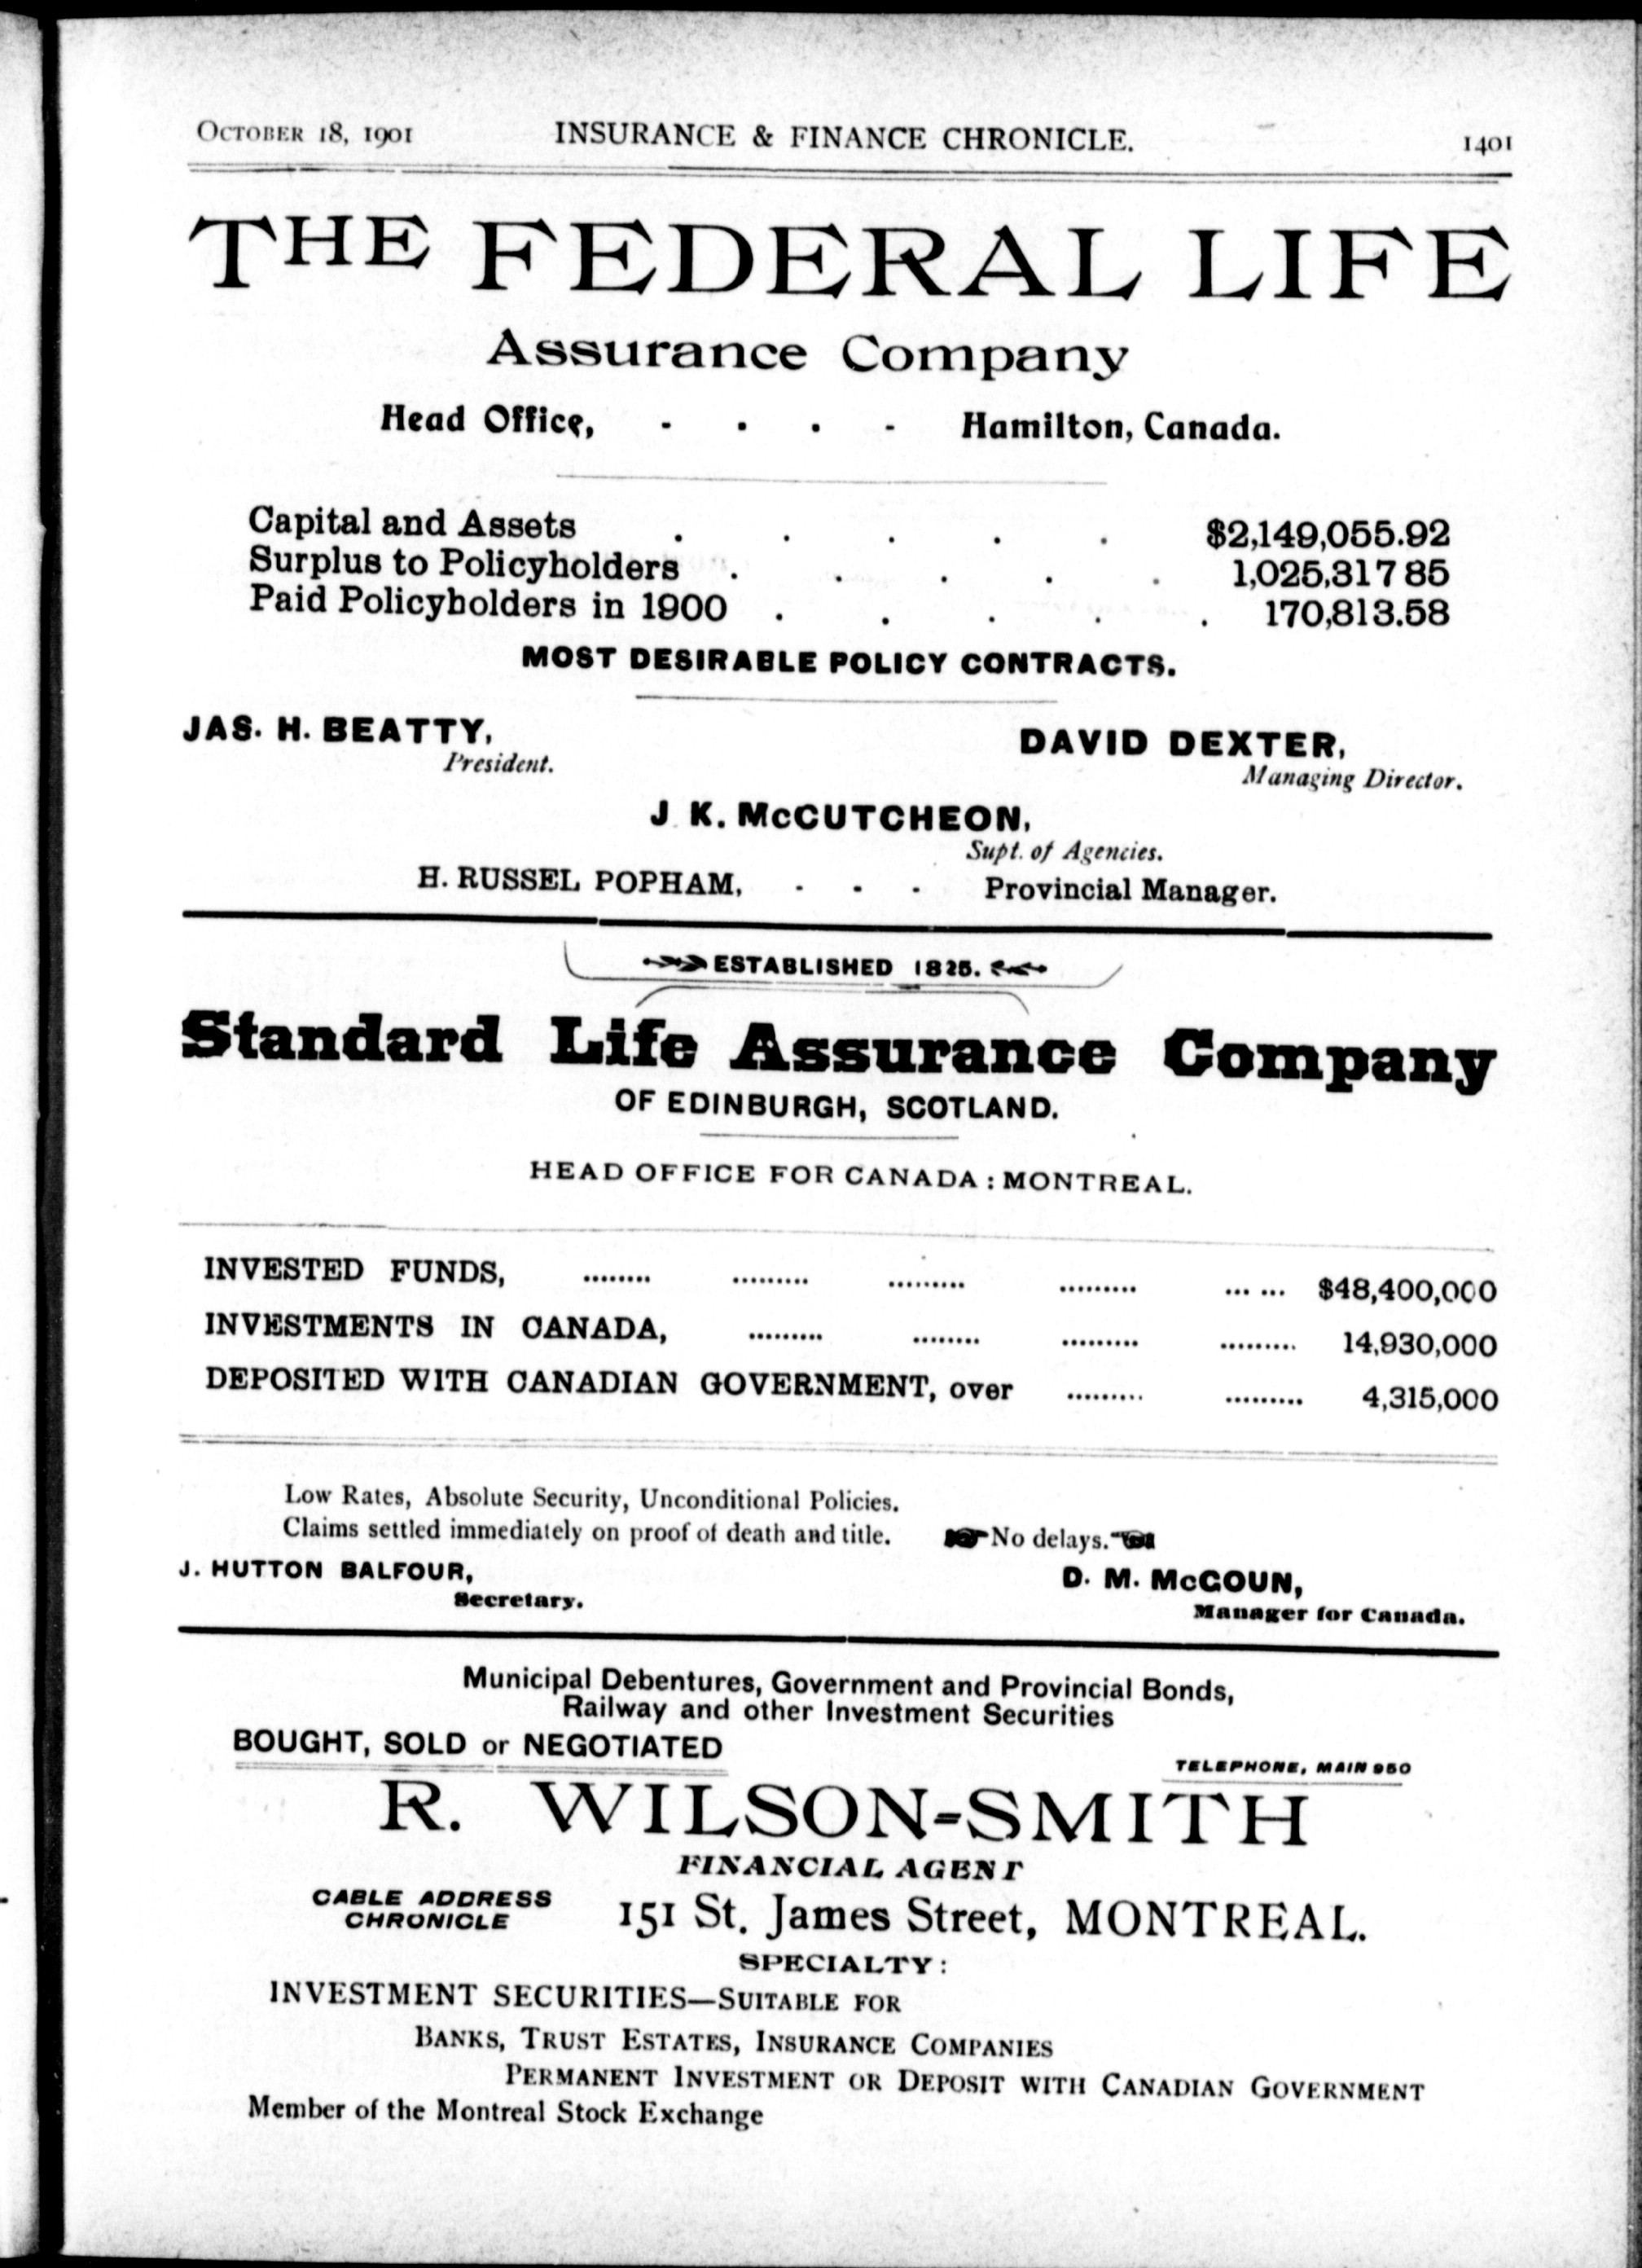 OCTOBER 18, 1901 INSURANCE & FINANCE CHRONICLE. 1401
THE FEDERAL LIFE
Assurance Company
Head Office, - - - - Hamilton, Canada.
Capital and Assets . . . . . $2,149,055.92
Surplus to Policyholders . . . . . 1,025,317 85
Paid Policyholders in 1900 . . . . . 170,813.58
MOST DESIRABLE POLICY CONTRACTS.
JAS. H. BEATTY, DAVID DEXTER,
President. Managing Director.
J K. McCUTCHEON,
Supt. of Agencies.
H. RUSSEL POPHAM, - - - Provincial Manager.
ESTABLISHED 1825.
Standard Life Assurance Company
OF EDINBURGH, SCOTLAND.
HEAD OFFICE FOR CANADA : MONTREAL.
INVESTED FUNDS, ........ ......... ......... ......... ... ... $48,400,000
INVESTMENTS IN CANADA, ......... ........ ......... ......... 14,930,000
DEPOSITED WITH CANADIAN GOVERNMENT, over ......... ......... 4,315,000
Low Rates, Absolute Security, Unconditional Policies.
Claims settled immediately on proof of death and title. No delays.
J. HUTTON BALFOUR, D. M. McGOUN,
Secretary. Manager for Canada.
Municipal Debentures, Government and Provincial Bonds,
Railway and other Investment Securities
BOUGHT, SOLD or NEGOTIATED
TELEPHONE, MAIN 950
R. WILSON-SMITH
FINANCIAL AGENT
CABLE ADDRESS
CHRONICLE
151 St. James Street, MONTREAL.
SPECIALTY :
INVESTMENT SECURITIES—SUITABLE FOR
BANKS, TRUST ESTATES, INSURANCE COMPANIES
PERMANENT INVESTMENT OR DEPOSIT WITH CANADIAN GOVERNMENT
Member of the Montreal Stock Exchange